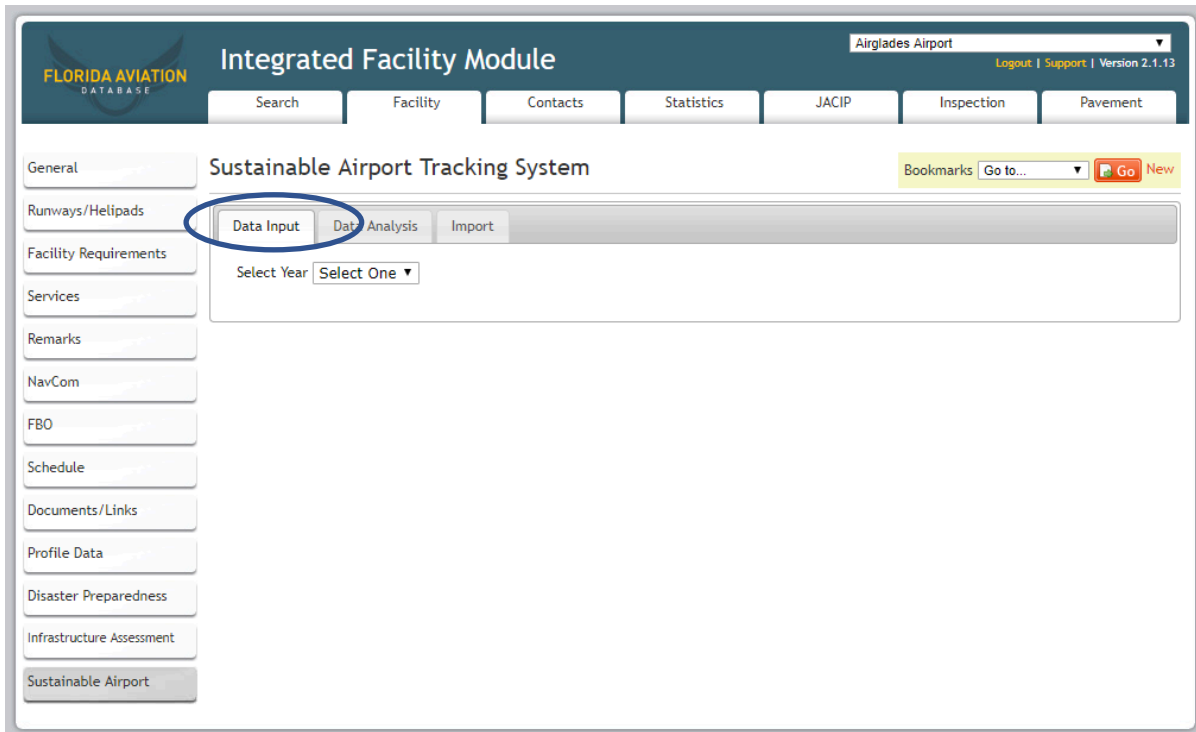 FLORIDA AVIATION
DATABASE
Integrated Facility Module
Airglades Airport
Logout | Support | Version 2.1.13
Search Facility Contacts Statistics JACIP Inspection Pavement
General
Runways/Helipads
Facility Requirements
Services
Remarks
NavCom
FBO
Schedule
Documents/Links
Profile Data
Disaster Preparedness
Infrastructure Assessment
Sustainable Airport
Sustainable Airport Tracking System
Bookmarks Go to... Go New
Data Input Data Analysis Import
Select Year Select One